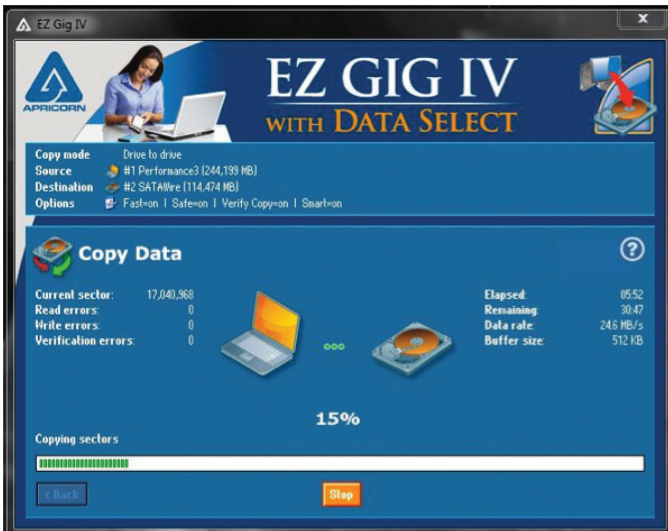 EZ Gig IV
x
APRICORN
EZ GIG IV
WITH DATA SELECT
Copy mode Drive to drive
Source #1 Performance3 (244,199 MB)
Destination #2 SATAWire (114,474 MB)
Options Fast=on | Safe=on | Verify Copy=on | Smart=on
Copy Data
?
Current sector: 17,040,968
Read errors: 0
Write errors: 0
Verification errors: 0
Elapsed: 05:52
Remaining: 30:47
Data rate: 24.6 MB/s
Buffer size: 512 KB
15%
Copying sectors
< Back
Stop